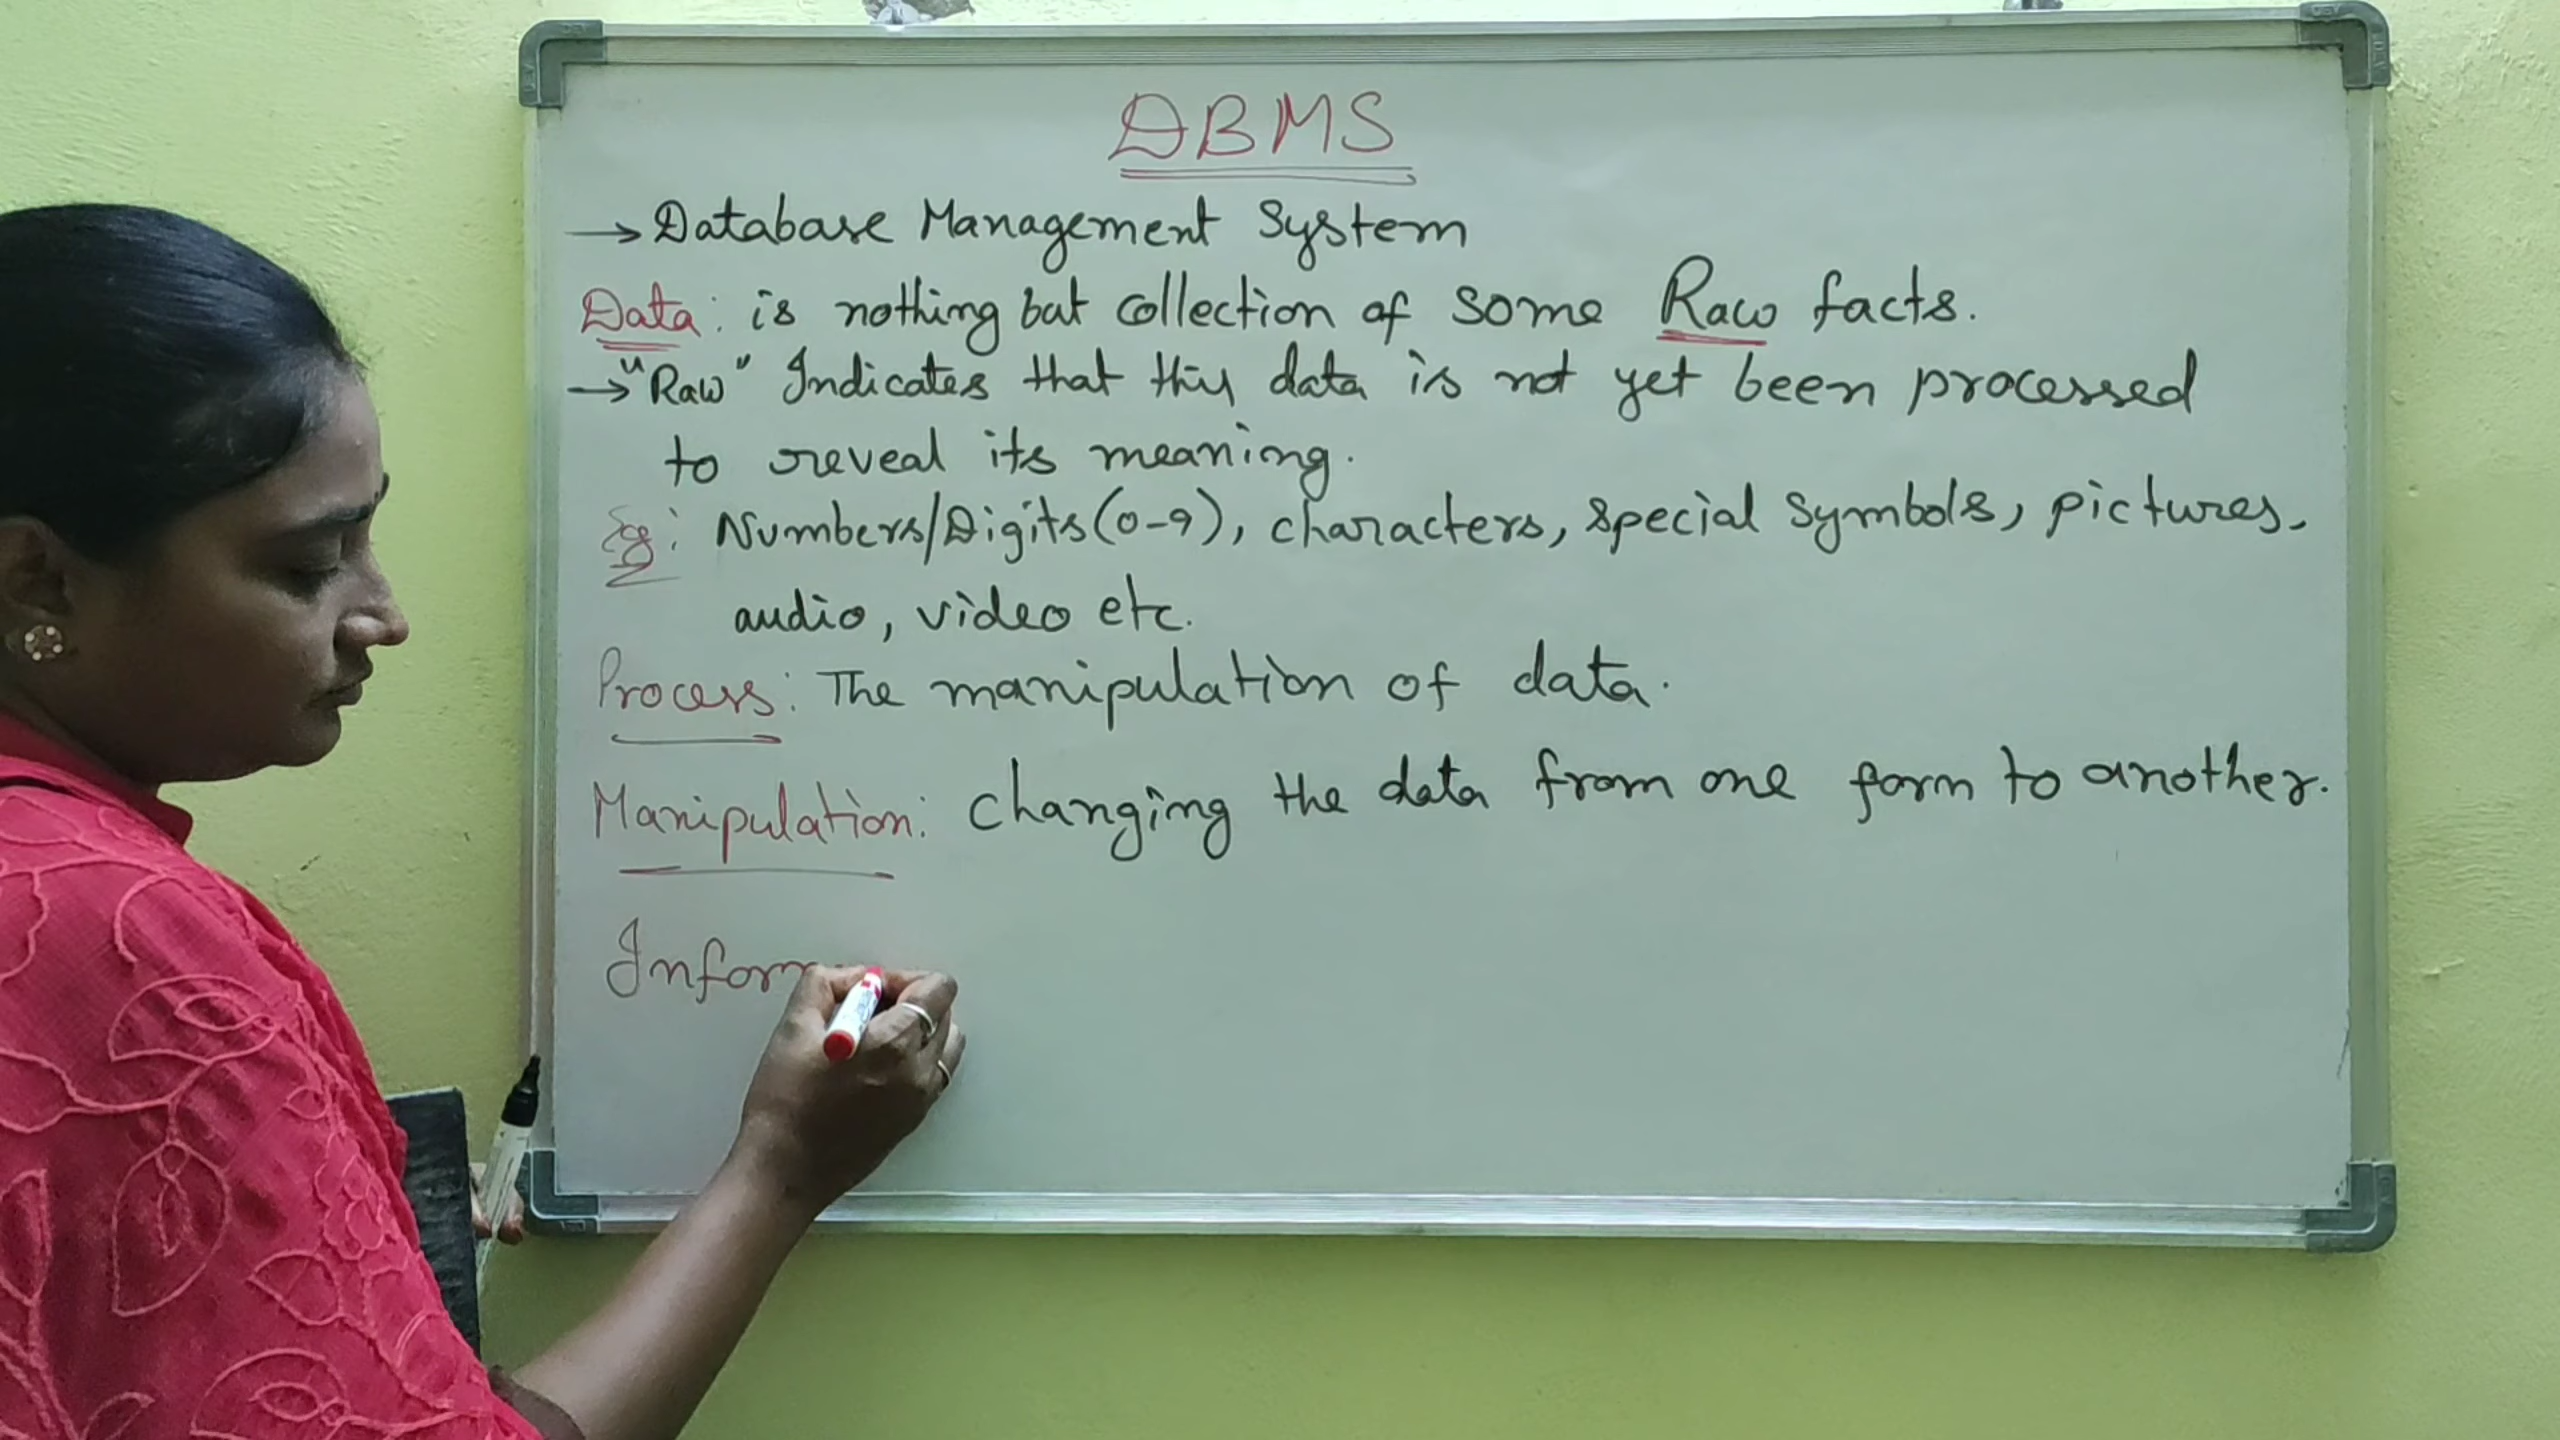 DBMS
→ Database Management System
Data: is nothing but collection of some Raw facts.
→ "Raw" Indicates that this data is not yet been processed
to reveal its meaning.
Eg: Numbers/Digits(0-9), characters, special symbols, pictures,
audio, video etc.
Process: The manipulation of data.
Manipulation: changing the data from one form to another.
Inform